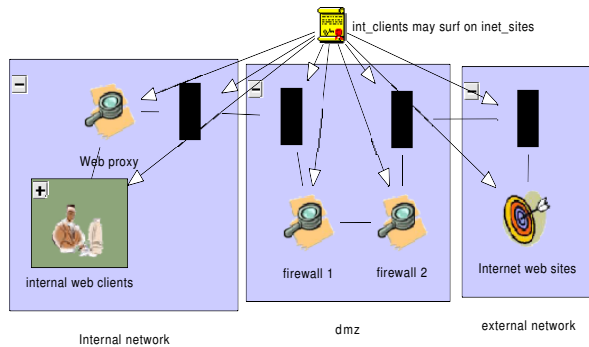 int_clients may surf on inet_sites
Web proxy
internal web clients
firewall 1
firewall 2
Internet web sites
Internal network
dmz
external network